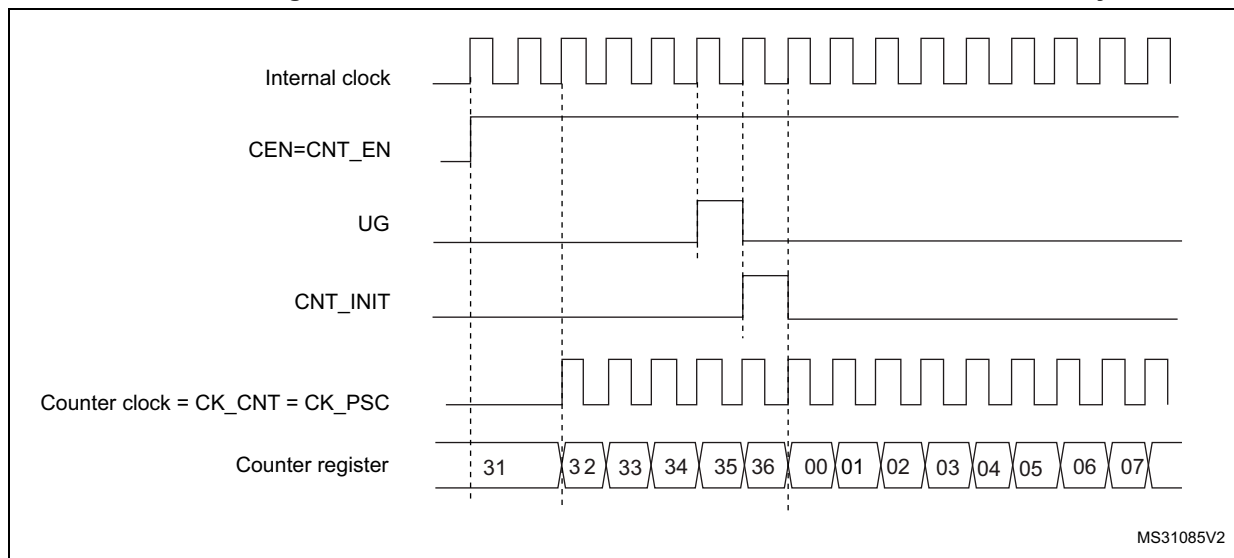 Internal clock
CEN=CNT_EN
UG
CNT_INIT
Counter clock = CK_CNT = CK_PSC
Counter register 31 32 33 34 35 36 00 01 02 03 04 05 06 07
MS31085V2